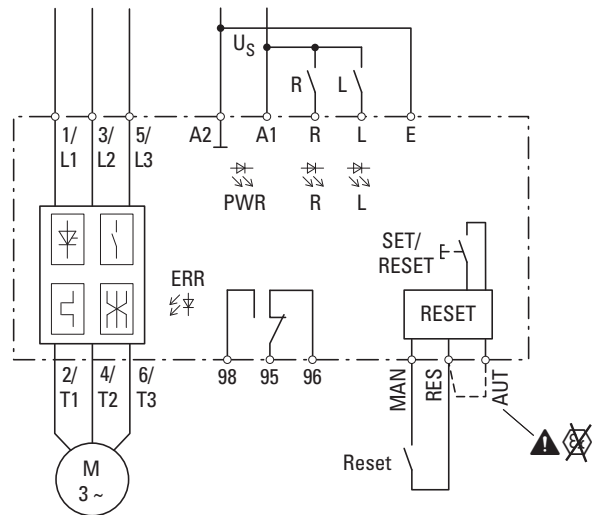 U_S
R
L
1/
L1
3/
L2
5/
L3
A2
A1
R
L
E
PWR
R
L
SET/
RESET
ERR
RESET
2/
T1
4/
T2
6/
T3
98
95
96
MAN
RES
AUT
M
3 ~
Reset
Ex